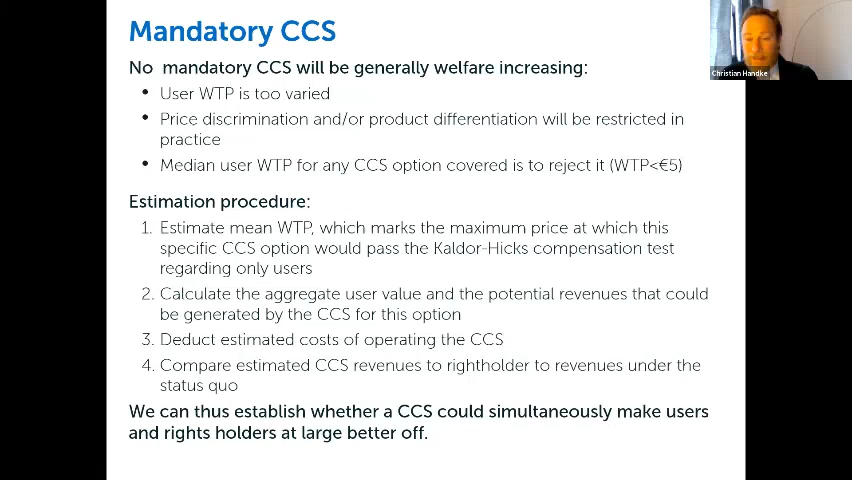 Mandatory CCS
No mandatory CCS will be generally welfare increasing:
• User WTP is too varied
• Price discrimination and/or product differentiation will be restricted in
practice
• Median user WTP for any CCS option covered is to reject it (WTP<€5)
Estimation procedure:
1. Estimate mean WTP, which marks the maximum price at which this
specific CCS option would pass the Kaldor-Hicks compensation test
regarding only users
2. Calculate the aggregate user value and the potential revenues that could
be generated by the CCS for this option
3. Deduct estimated costs of operating the CCS
4. Compare estimated CCS revenues to rightholder to revenues under the
status quo
We can thus establish whether a CCS could simultaneously make users
and rights holders at large better off.
Christian Handke